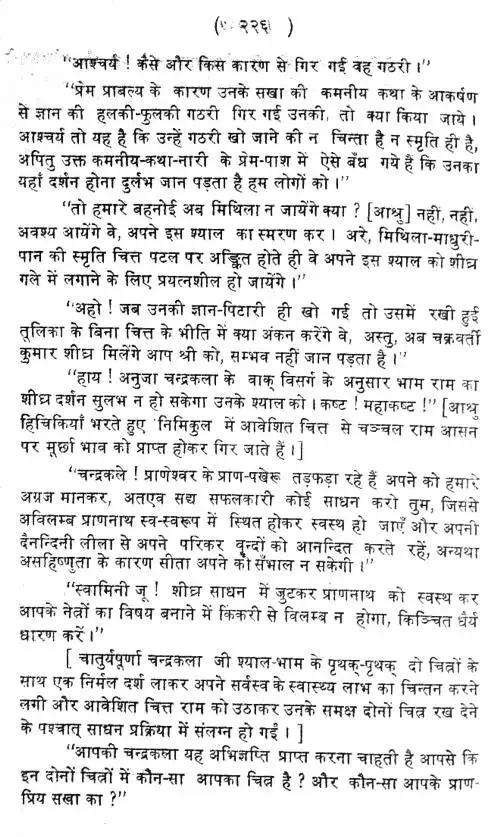 ( २२६ )
"आश्चर्य ! कैसे और किस कारण से गिर गई वह गठरी ।"
"प्रेम प्राबल्य के कारण उनके सखा की कमनीय कथा के आकर्षण
से ज्ञान की हलकी-फुलकी गठरी गिर गई उनकी, तो क्या किया जाये ।
आश्चर्य तो यह है कि उन्हें गठरी खो जाने की न चिन्ता है न स्मृति ही है,
अपितु उक्त कमनीय-कथा-नारी के प्रेम-पाश में ऐसे बँध गये हैं कि उनका
यहाँ दर्शन होना दुर्लभ जान पड़ता है हम लोगों को ।"
"तो हमारे बहनोई अब मिथिला न जायेंगे क्या ? [आश्रु] नहीं, नहीं,
अवश्य आयेंगे वे, अपने इस श्याल का स्मरण कर । अरे, मिथिला-माधुरी-
पान की स्मृति चित्त पटल पर अङ्कित होते ही वे अपने इस श्याल को शीघ्र
गले में लगाने के लिए प्रयत्नशील हो जायेंगे ।"
"अहो ! जब उनकी ज्ञान-पिटारी ही खो गई तो उसमें रखी हुई
तूलिका के बिना चित्त के भीति में क्या अंकन करेंगे वे, अस्तु, अब चक्रवर्ती
कुमार शीघ्र मिलेंगे आप श्री को, सम्भव नहीं जान पड़ता है ।"
"हाय ! अनुजा चन्द्रकला के वाक् विसर्ग के अनुसार भाम राम का
शीघ्र दर्शन सुलभ न हो सकेगा उनके श्याल को । कष्ट ! महाकष्ट !" [आश्रु
हिचिकियाँ भरते हुए निमिकुल में आवेशित चित्त से चञ्चल राम आसन
पर मूर्छा भाव को प्राप्त होकर गिर जाते हैं ।]
"चन्द्रकले ! प्राणेश्वर के प्राण-पखेरू तड़फड़ा रहे हैं अपने को हमारे
अग्रज मानकर, अतएव सद्य सफलकारी कोई साधन करो तुम, जिससे
अविलम्ब प्राणनाथ स्व-स्वरूप में स्थित होकर स्वस्थ हो जाएँ और अपनी
दैनन्दिनी लीला से अपने परिकर वृन्दों को आनन्दित करते रहें, अन्यथा
असहिष्णुता के कारण सीता अपने को सँभाल न सकेगी ।"
"स्वामिनी जू ! शीघ्र साधन में जुटकर प्राणनाथ को स्वस्थ कर
आपके नेत्रों का विषय बनाने में किंकरी से विलम्ब न होगा, किञ्चित धैर्य
धारण करें ।"
[ चातुर्यपूर्णा चन्द्रकला जी श्याल-भाम के पृथक्-पृथक् दो चित्रों के
साथ एक निर्मल दर्श लाकर अपने सर्वस्व के स्वास्थ्य लाभ का चिन्तन करने
लगी और आवेशित चित्त राम को उठाकर उनके समक्ष दोनों चित्र रख देने
के पश्चात् साधन प्रक्रिया में संलग्न हो गईं । ]
"आपकी चन्द्रकला यह अभिज्ञप्ति प्राप्त करना चाहती है आपसे कि
इन दोनों चित्रों में कौन-सा आपका चित्र है ? और कौन-सा आपके प्राण-
प्रिय सखा का ?"